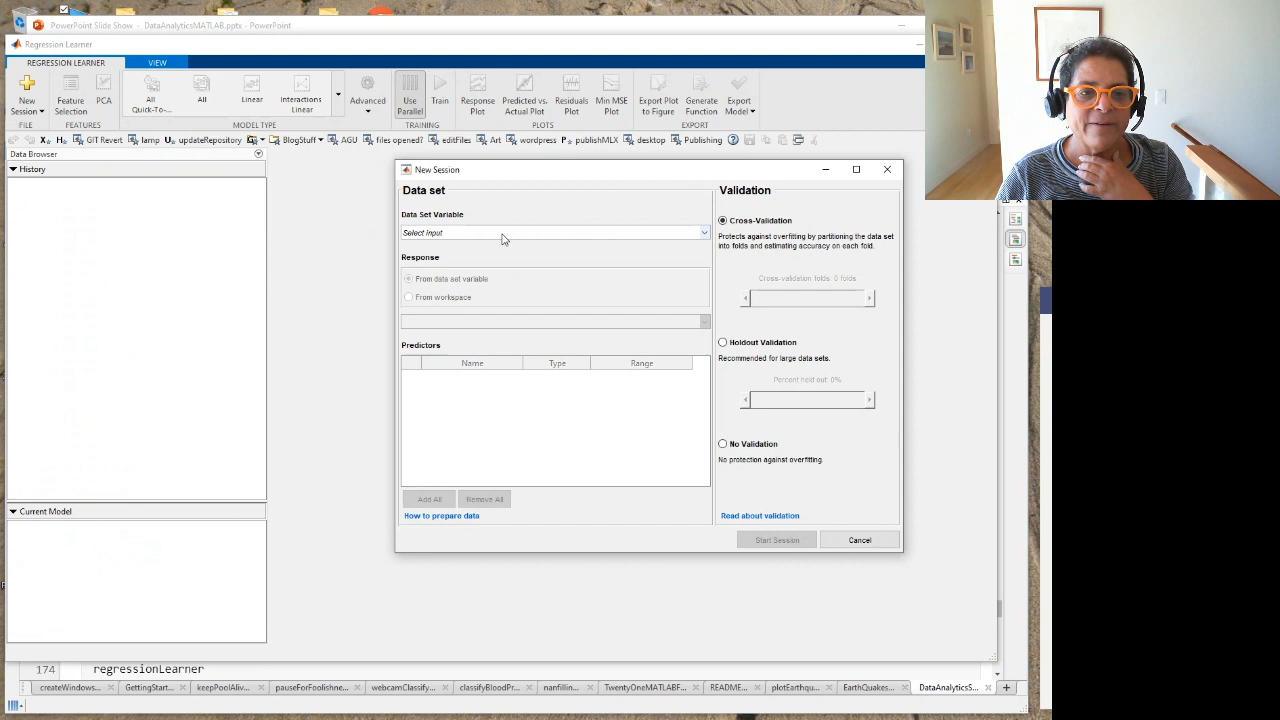 PowerPoint Slide Show - DataAnalyticsMATLAB.pptx - PowerPoint
Regression Learner
REGRESSION LEARNER
VIEW
New Session
Feature Selection
PCA
All Quick-To-...
All
Linear
Interactions Linear
Advanced
Use Parallel
Train
Response Plot
Predicted vs. Actual Plot
Residuals Plot
Min MSE Plot
Export Plot to Figure
Generate Function
Export Model
FILE
FEATURES
MODEL TYPE
TRAINING
PLOTS
EXPORT
GIT Revert
lamp
updateRepository
BlogStuff
AGU
files opened?
editFiles
Art
wordpress
publishMLX
desktop
Publishing
Data Browser
History
Current Model
New Session
Data set
Data Set Variable
Select input
Response
From data set variable
From workspace
Predictors
Name Type Range
Add All
Remove All
How to prepare data
Validation
Cross-Validation
Protects against overfitting by partitioning the data set
into folds and estimating accuracy on each fold.
Cross-validation folds: 0 folds
Holdout Validation
Recommended for large data sets.
Percent held out: 0%
No Validation
No protection against overfitting.
Read about validation
Start Session
Cancel
174 regressionLearner
createWindows...
GettingStart...
keepPoolAliv...
pauseForFoolishne...
webcamClassify...
classifyBloodPr...
nanfillin...
TwentyOneMATLABF...
README...
plotEarthqu...
EarthQuakes...
DataAnalyticsS...